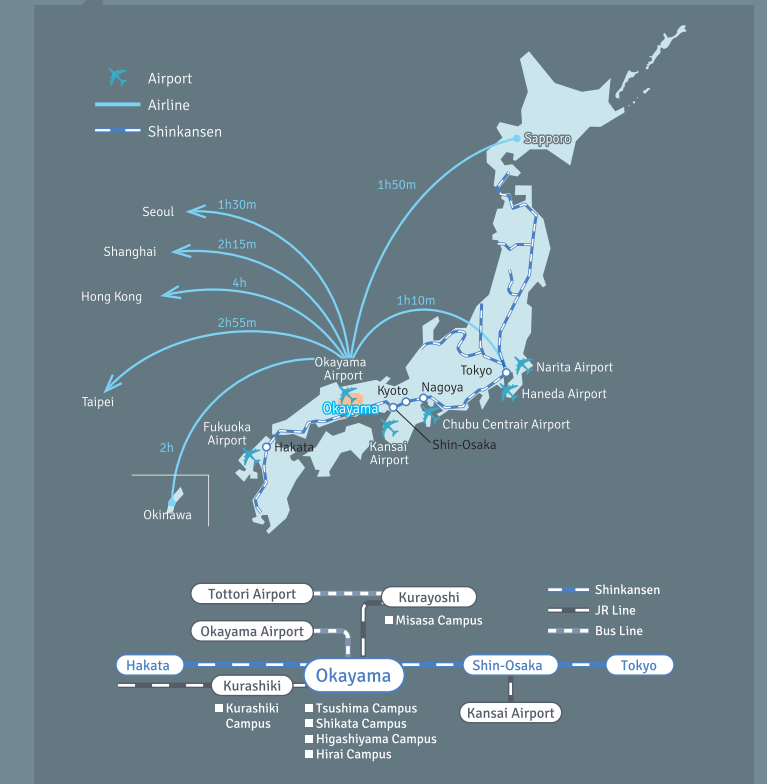 Airport
Airline
Shinkansen
Sapporo
1h50m
Seoul
1h30m
Shanghai
2h15m
Hong Kong
4h
2h55m
1h10m
Taipei
Okayama
Airport
Tokyo
Narita Airport
Haneda Airport
Kyoto
Nagoya
Okayama
Chubu Centrair Airport
Fukuoka
Airport
Hakata
Kansai
Airport
Shin-Osaka
2h
Okinawa
Tottori Airport
Kurayoshi
Misasa Campus
Shinkansen
JR Line
Bus Line
Okayama Airport
Hakata
Okayama
Shin-Osaka
Tokyo
Kurashiki
Kurashiki
Campus
Tsushima Campus
Shikata Campus
Higashiyama Campus
Hirai Campus
Kansai Airport